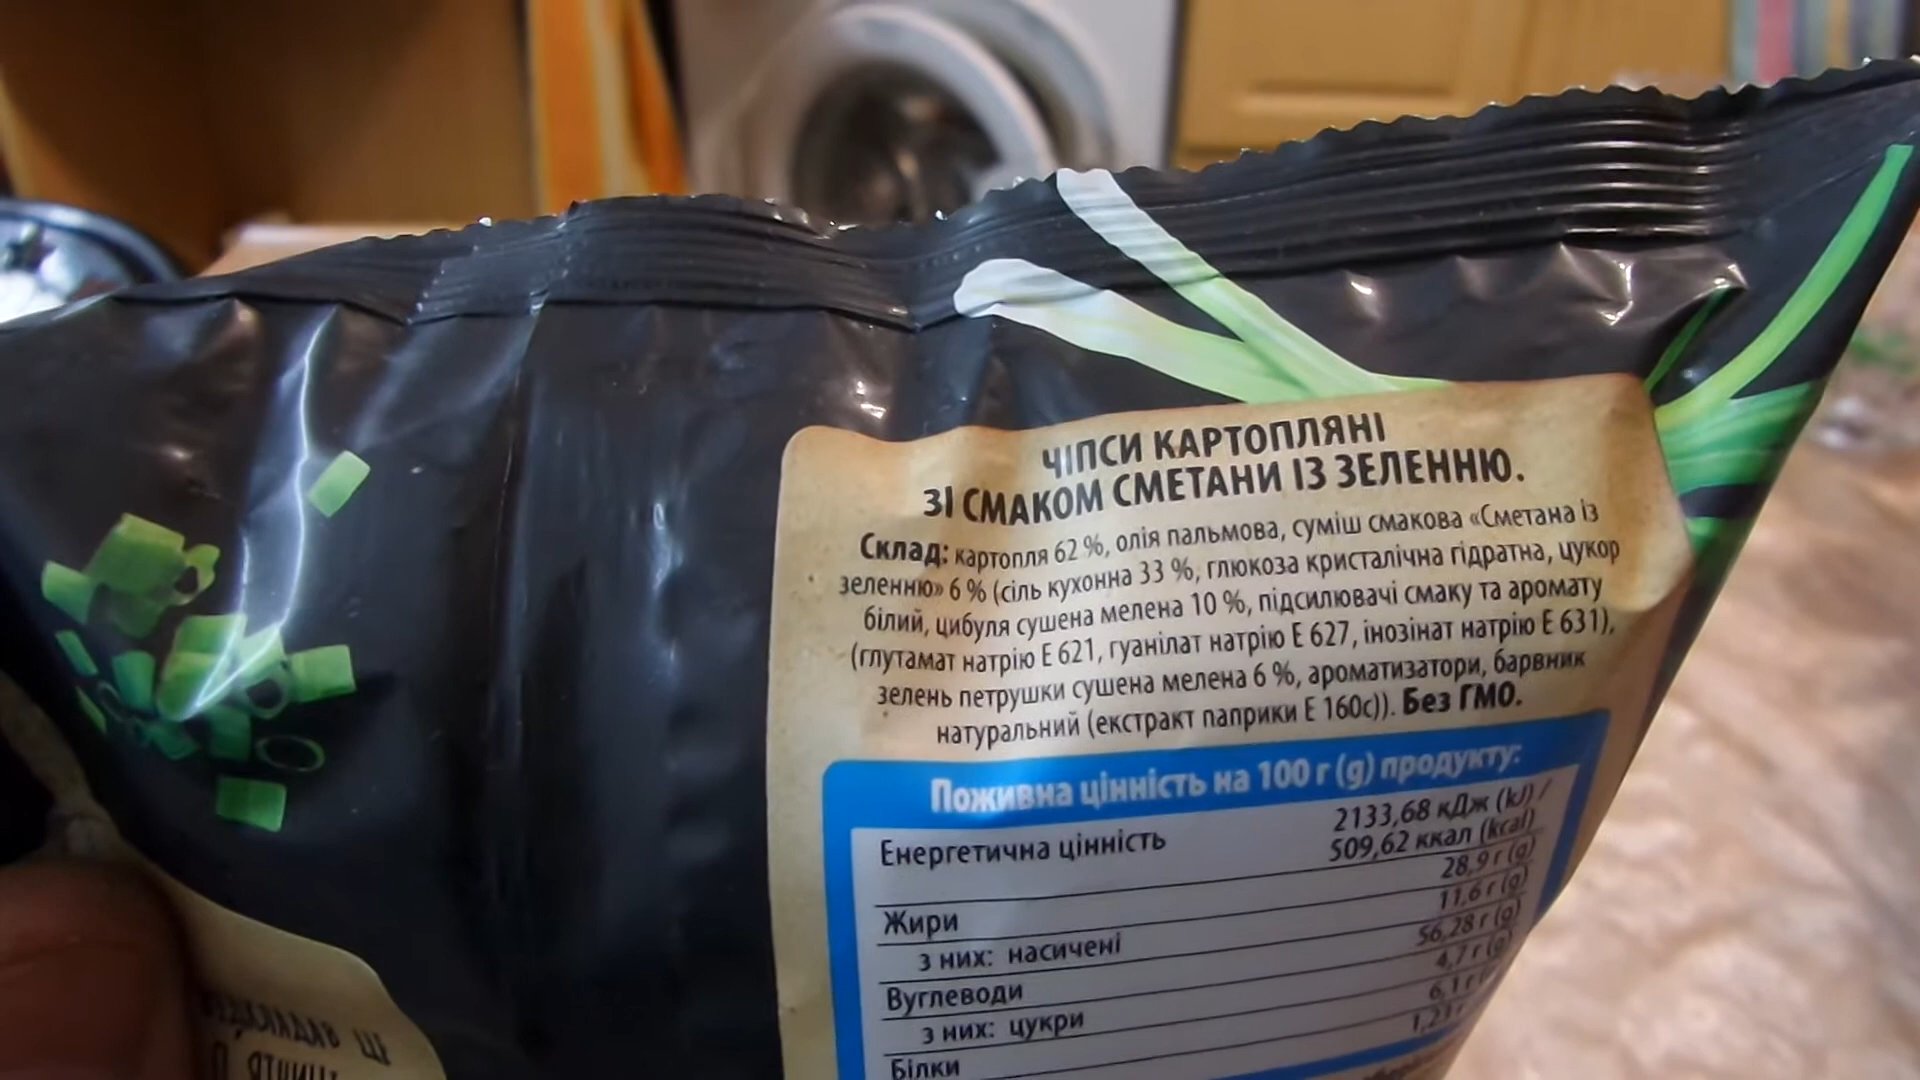 ЧІПСИ КАРТОПЛЯНІ
ЗІ СМАКОМ СМЕТАНИ ІЗ ЗЕЛЕННЮ.
Склад: картопля 62 %, олія пальмова, суміш смакова «Сметана із
зеленню» 6 % (сіль кухонна 33 %, глюкоза кристалічна гідратна, цукор
білий, цибуля сушена мелена 10 %, підсилювачі смаку та аромату
(глутамат натрію Е 621, гуанілат натрію Е 627, інозінат натрію Е 631),
зелень петрушки сушена мелена 6 %, ароматизатори, барвник
натуральний (екстракт паприки Е 160с)). Без ГМО.
Поживна цінність на 100 г (g) продукту:
Енергетична цінність 2133,68 кДж (kJ) /
509,62 ккал (kcal)
Жири 28,9 г (g)
з них: насичені 11,6 г (g)
Вуглеводи 56,28 г (g)
з них: цукри 4,7 г (g)
Білки 6,1 г
1,23
ЦЕ